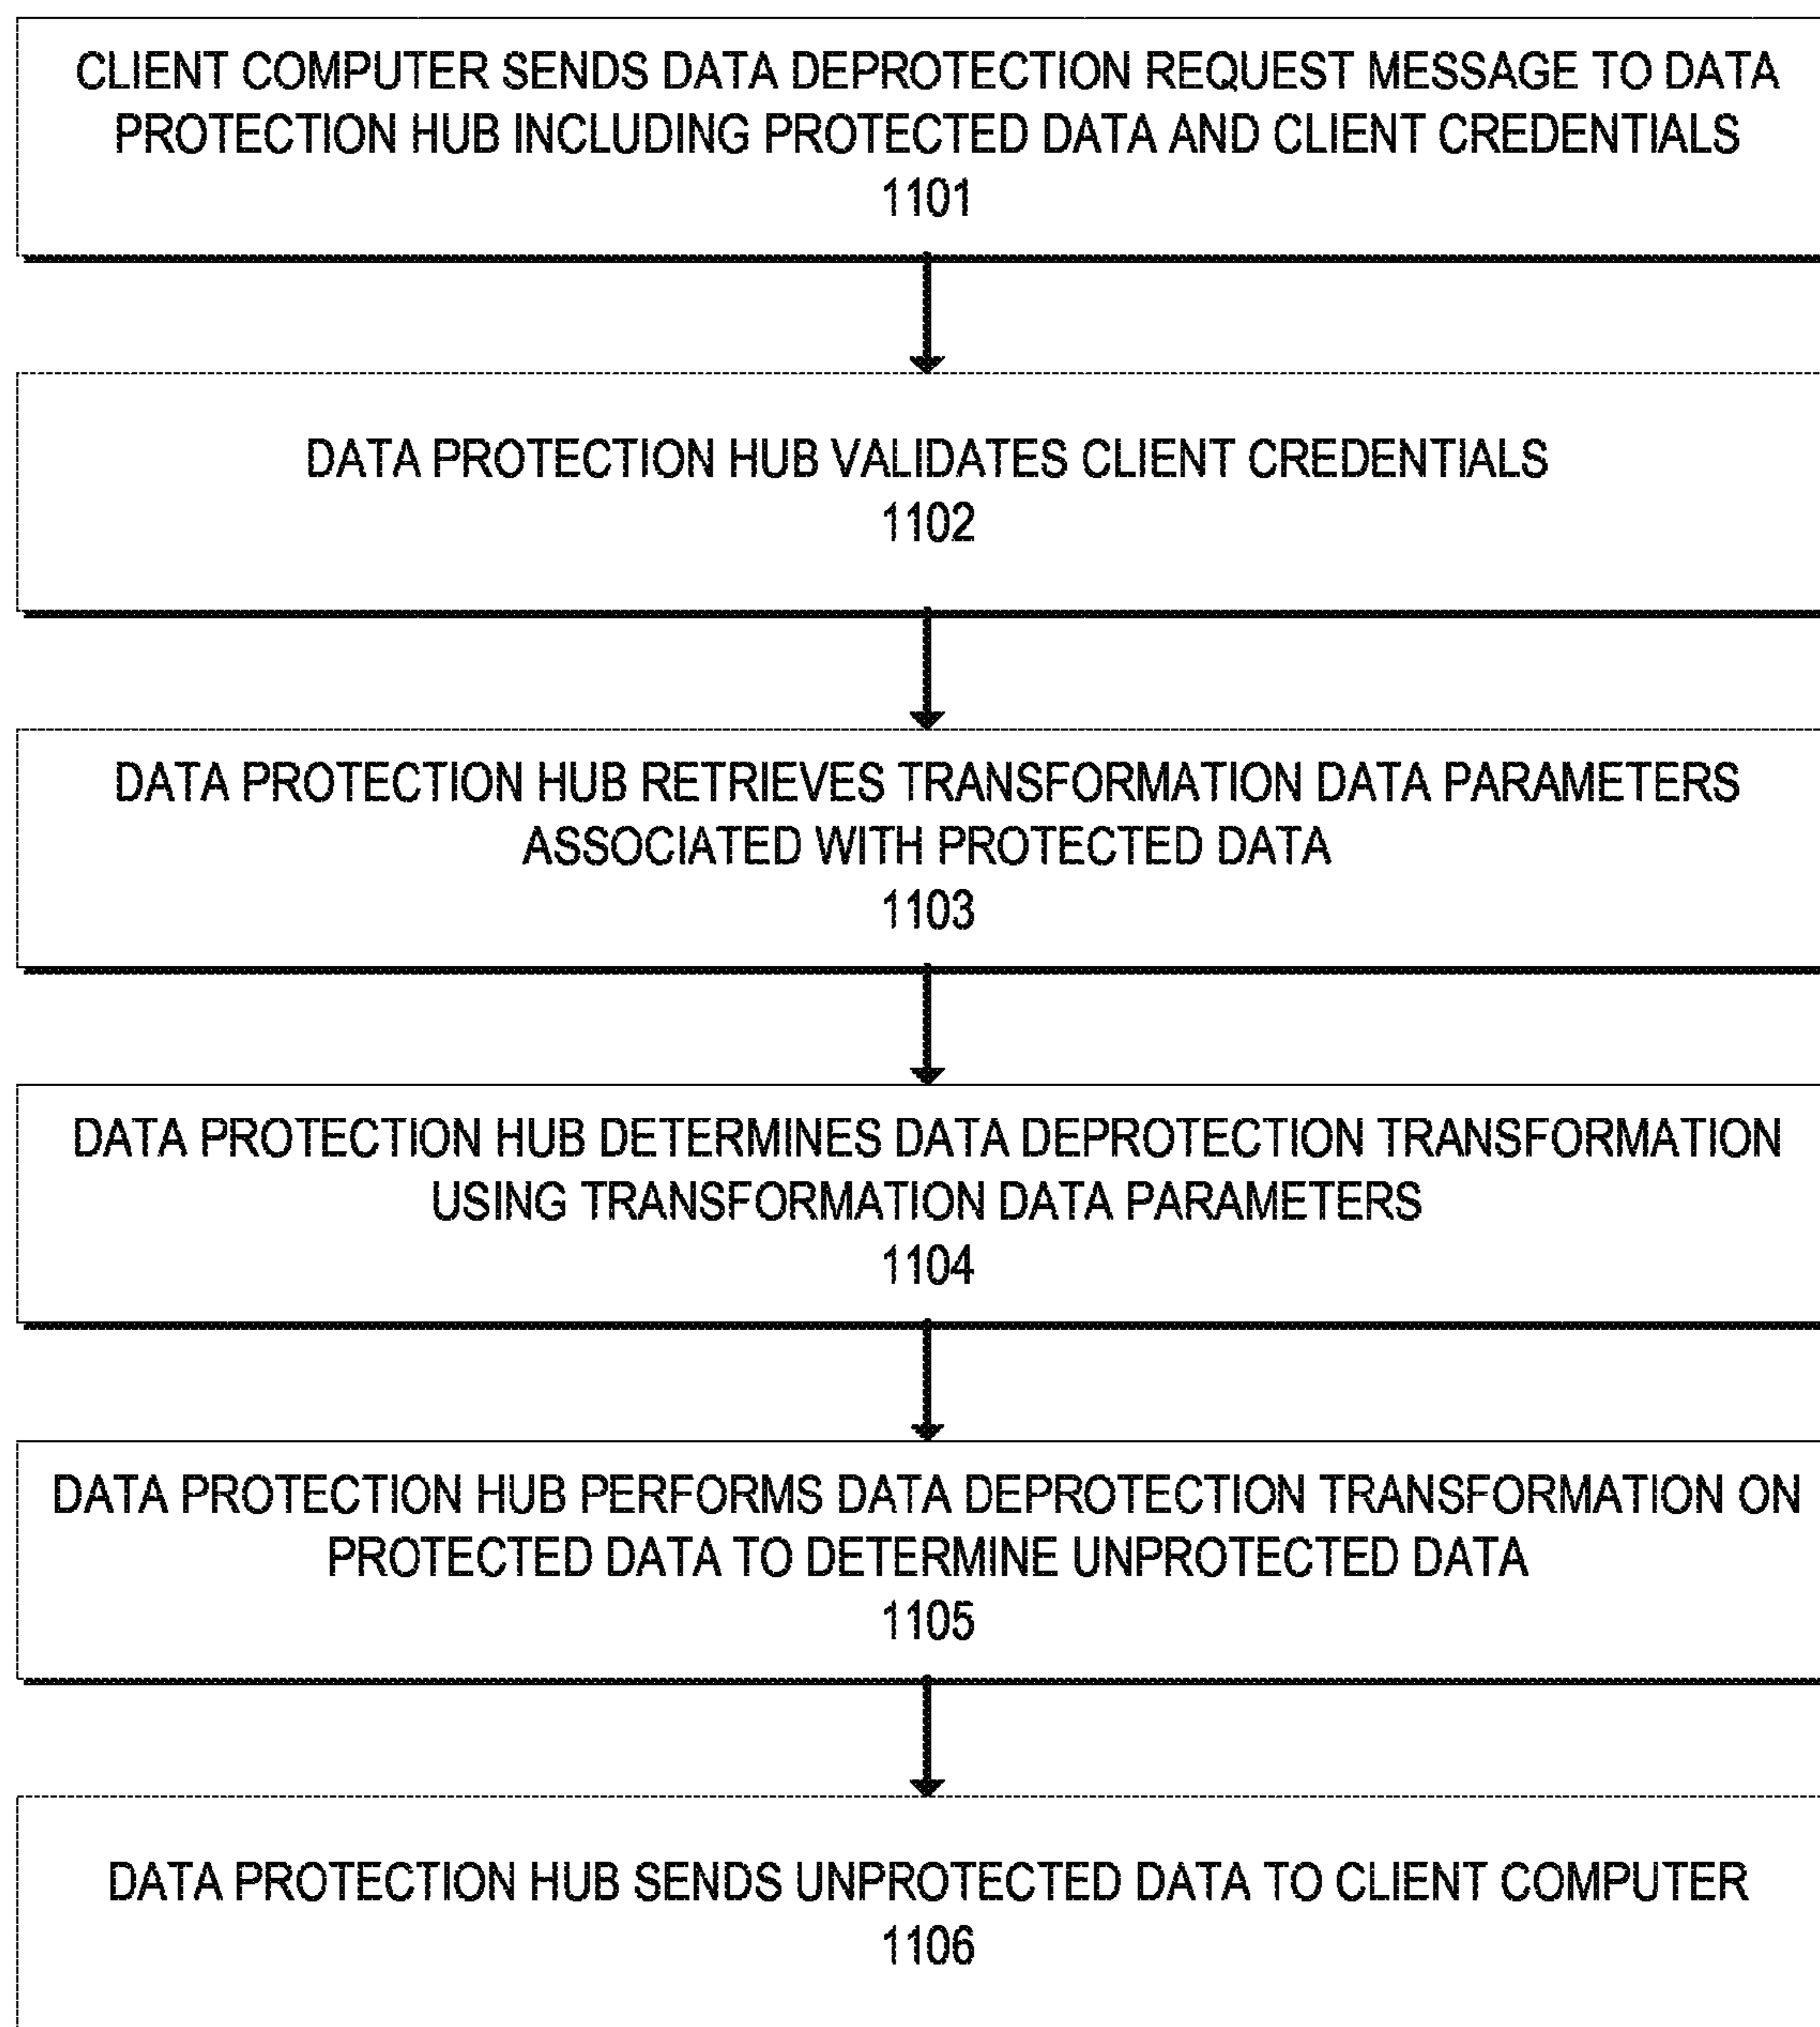 CLIENT COMPUTER SENDS DATA DEPROTECTION REQUEST MESSAGE TO DATA
PROTECTION HUB INCLUDING PROTECTED DATA AND CLIENT CREDENTIALS
1101
DATA PROTECTION HUB VALIDATES CLIENT CREDENTIALS
1102
DATA PROTECTION HUB RETRIEVES TRANSFORMATION DATA PARAMETERS
ASSOCIATED WITH PROTECTED DATA
1103
DATA PROTECTION HUB DETERMINES DATA DEPROTECTION TRANSFORMATION
USING TRANSFORMATION DATA PARAMETERS
1104
DATA PROTECTION HUB PERFORMS DATA DEPROTECTION TRANSFORMATION ON
PROTECTED DATA TO DETERMINE UNPROTECTED DATA
1105
DATA PROTECTION HUB SENDS UNPROTECTED DATA TO CLIENT COMPUTER
1106